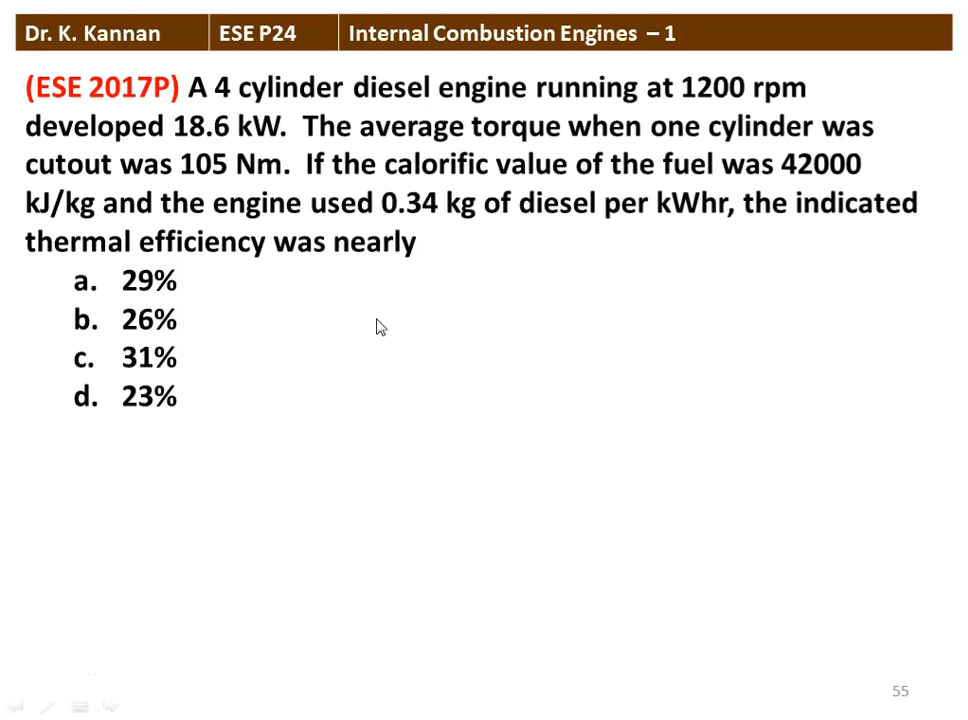 Dr. K. Kannan ESE P24 Internal Combustion Engines – 1
(ESE 2017P) A 4 cylinder diesel engine running at 1200 rpm
developed 18.6 kW. The average torque when one cylinder was
cutout was 105 Nm. If the calorific value of the fuel was 42000
kJ/kg and the engine used 0.34 kg of diesel per kWhr, the indicated
thermal efficiency was nearly
a. 29%
b. 26%
c. 31%
d. 23%
55